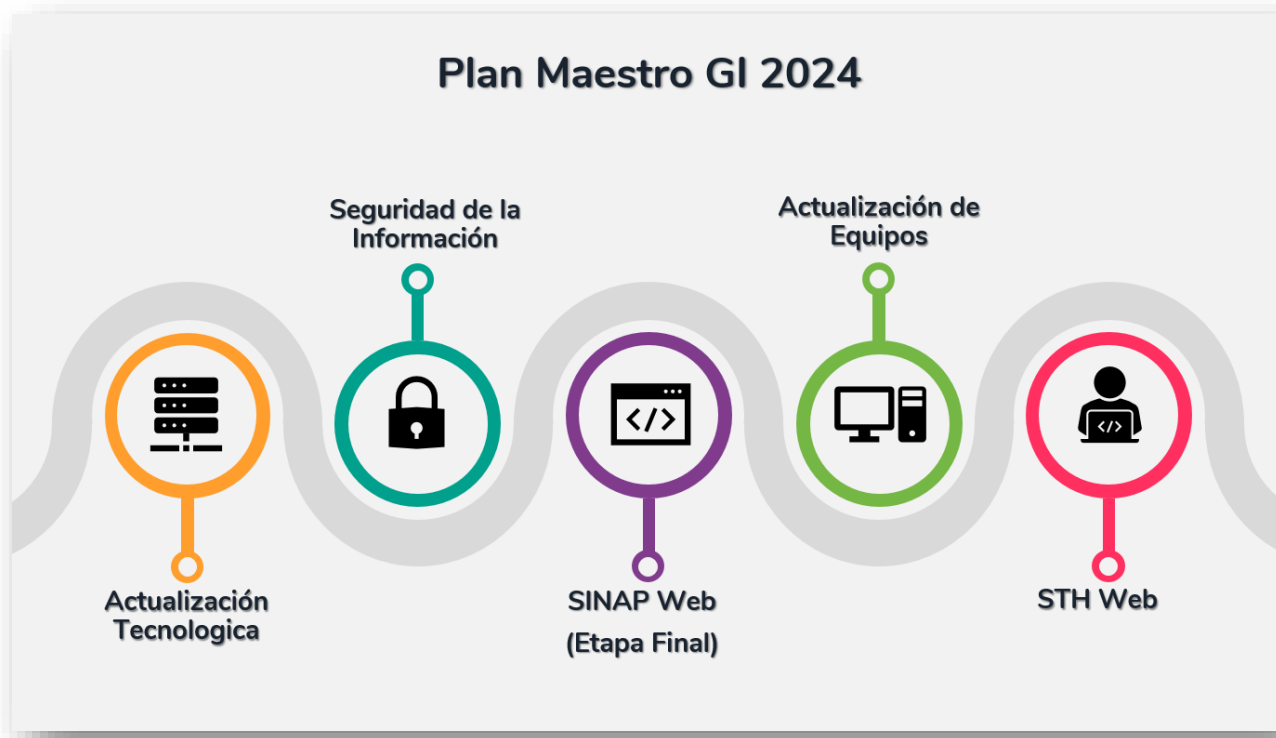 Plan Maestro GI 2024
Seguridad de la
Información
Actualización de
Equipos
Actualización
Tecnologica
SINAP Web
(Etapa Final)
STH Web